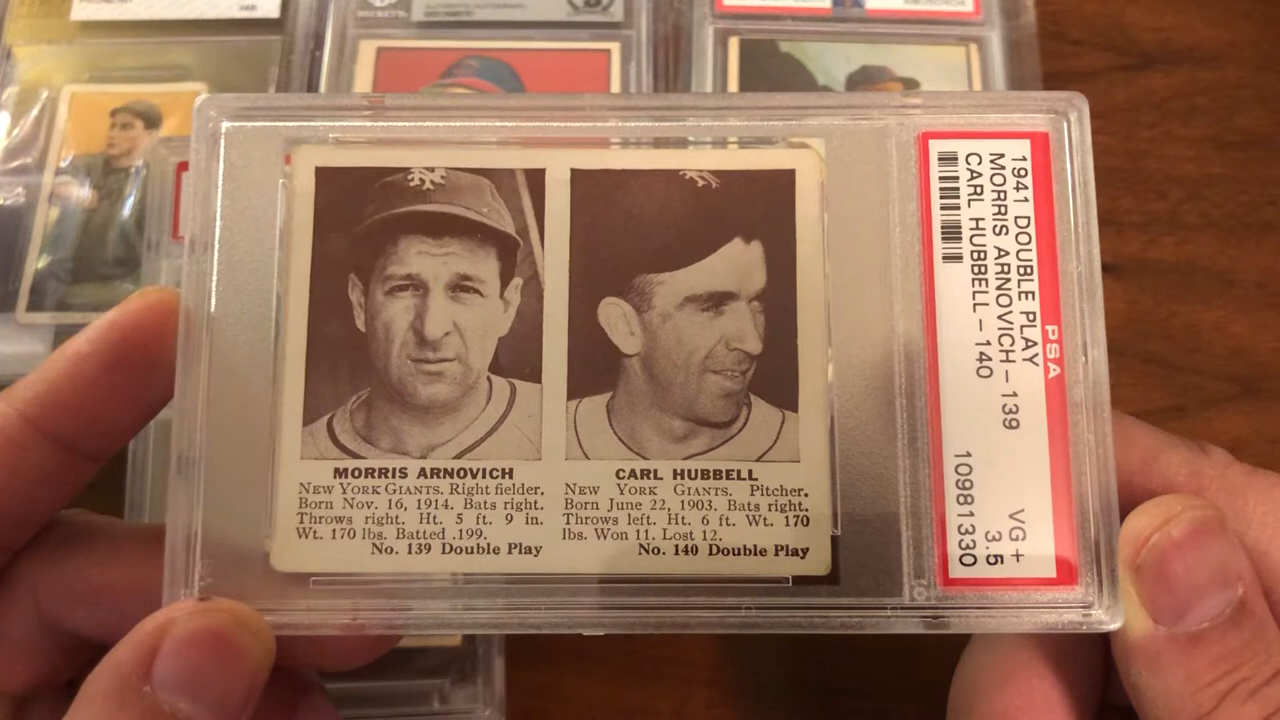 MORRIS ARNOVICH
NEW YORK GIANTS. Right fielder.
Born Nov. 16, 1914. Bats right.
Throws right. Ht. 5 ft. 9 in.
Wt. 170 lbs. Batted .199.
No. 139 Double Play
CARL HUBBELL
NEW YORK GIANTS. Pitcher.
Born June 22, 1903. Bats right.
Throws left. Ht. 6 ft. Wt. 170
lbs. Won 11. Lost 12.
No. 140 Double Play
PSA
1941 DOUBLE PLAY
MORRIS ARNOVICH – 139 VG+
CARL HUBBELL – 140 3.5
10981330
NY